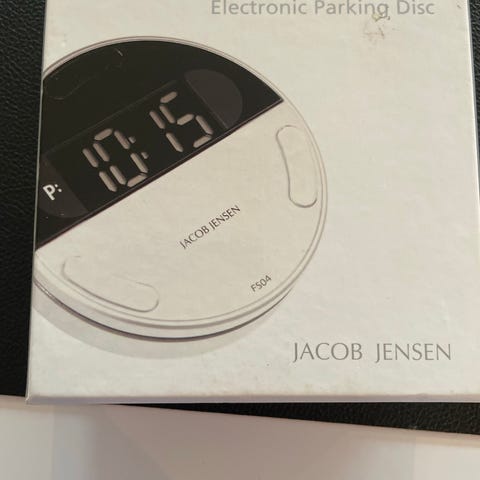 Electronic Parking Disc
10:15
P:
JACOB JENSEN
FS04
JACOB JENSEN